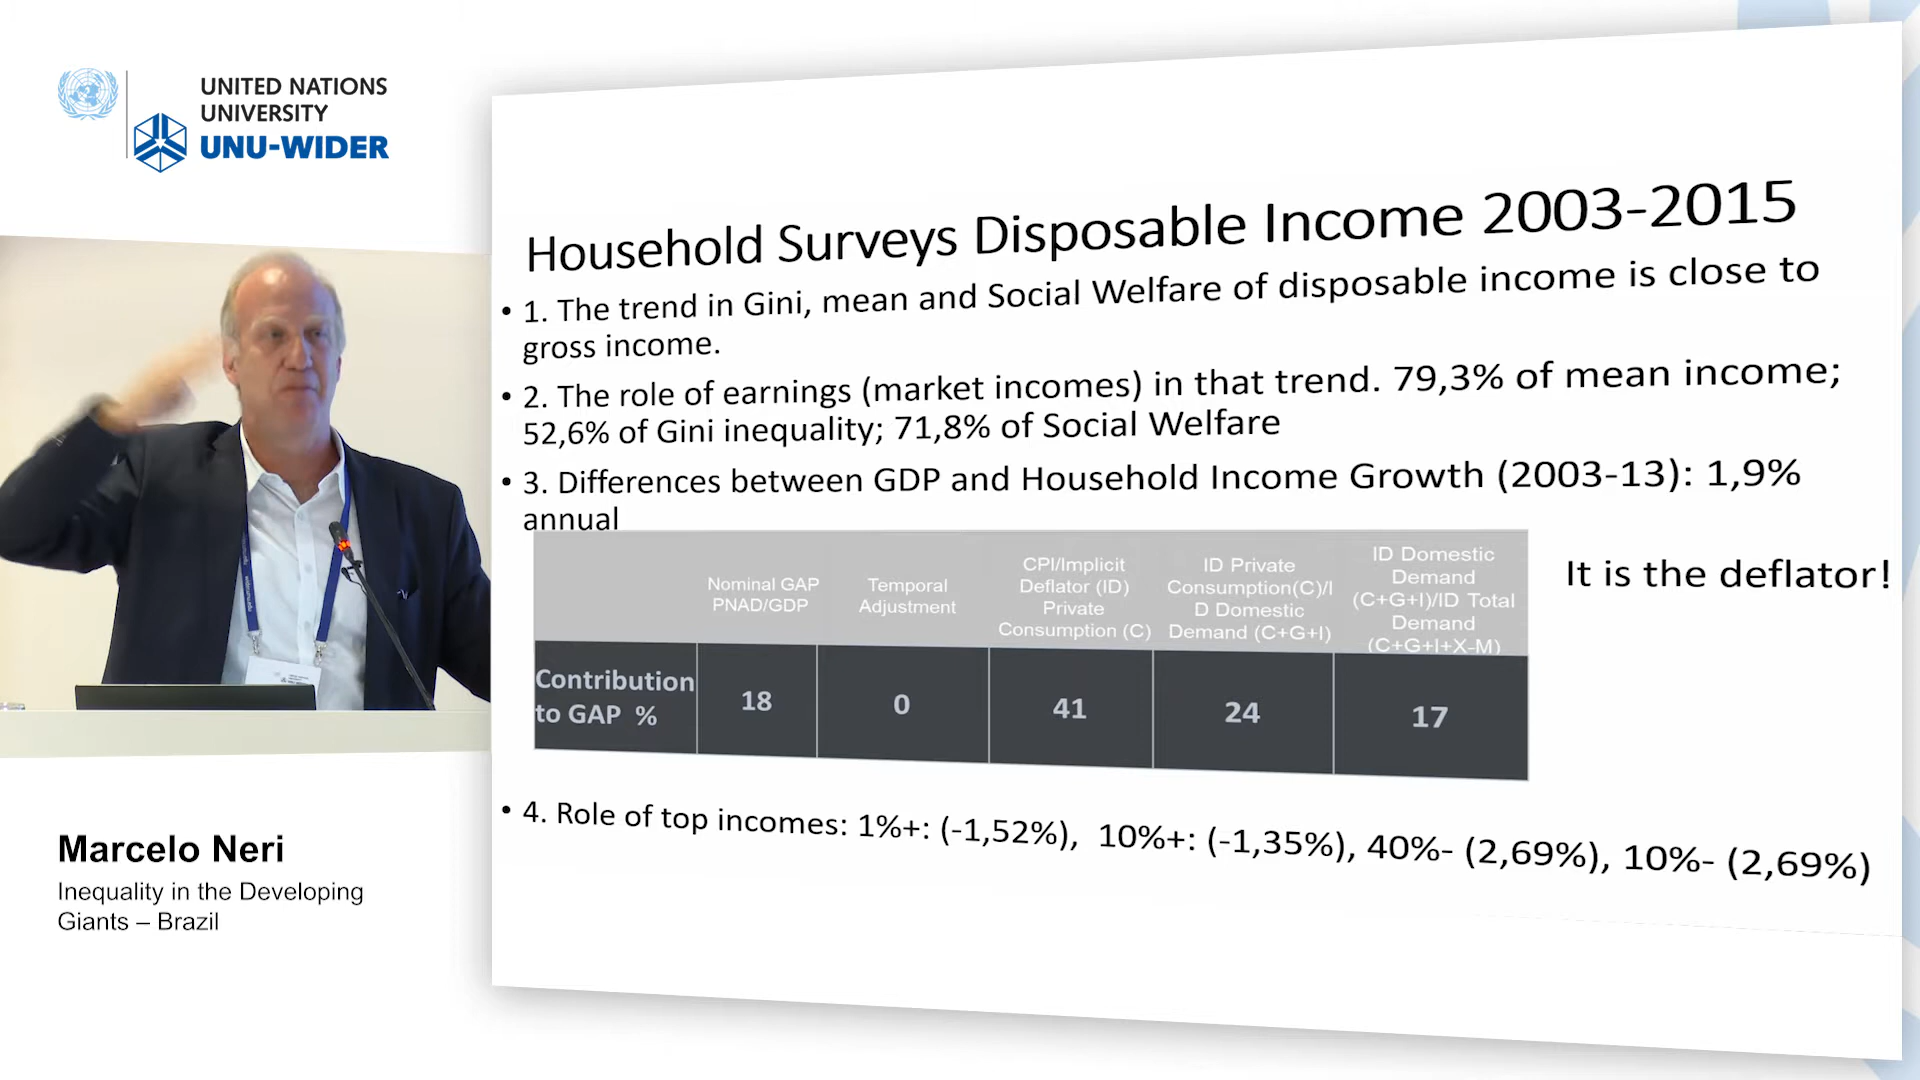 UNITED NATIONS
UNIVERSITY
UNU-WIDER
Household Surveys Disposable Income 2003-2015
• 1. The trend in Gini, mean and Social Welfare of disposable income is close to
gross income.
• 2. The role of earnings (market incomes) in that trend. 79,3% of mean income;
52,6% of Gini inequality; 71,8% of Social Welfare
• 3. Differences between GDP and Household Income Growth (2003-13): 1,9%
annual
Nominal GAP
PNAD/GDP
Temporal
Adjustment
CPI/Implicit
Deflator (ID)
Private
Consumption (C)
ID Private
Consumption(C)/I
D Domestic
Demand (C+G+I)
ID Domestic
Demand
(C+G+I)/ID Total
Demand
(C+G+I+X-M)
Contribution
to GAP %
18
0
41
24
17
It is the deflator!
• 4. Role of top incomes: 1%+: (-1,52%), 10%+: (-1,35%), 40%- (2,69%), 10%- (2,69%)
Marcelo Neri
Inequality in the Developing
Giants – Brazil